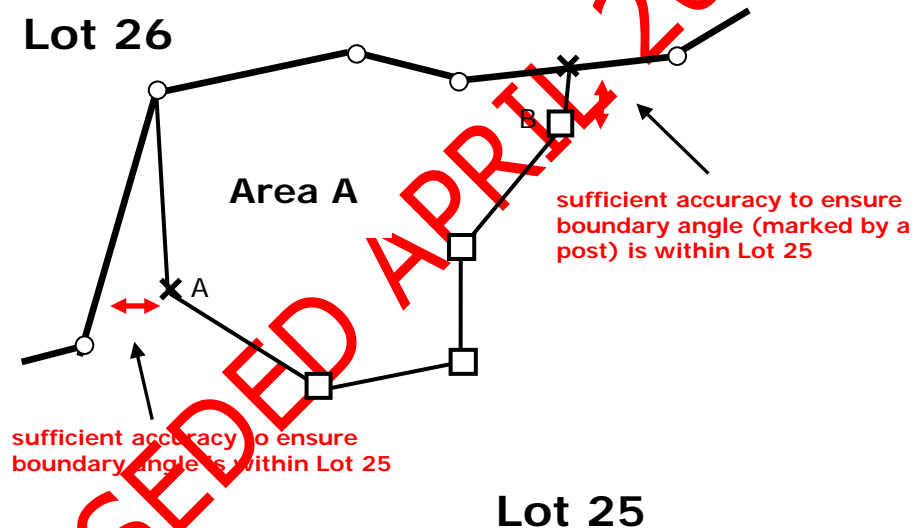 Lot 26
B
Area A
sufficient accuracy to ensure
boundary angle (marked by a
post) is within Lot 25
A
sufficient accuracy to ensure
boundary angle is within Lot 25
Lot 25
SEDED APRIL 20